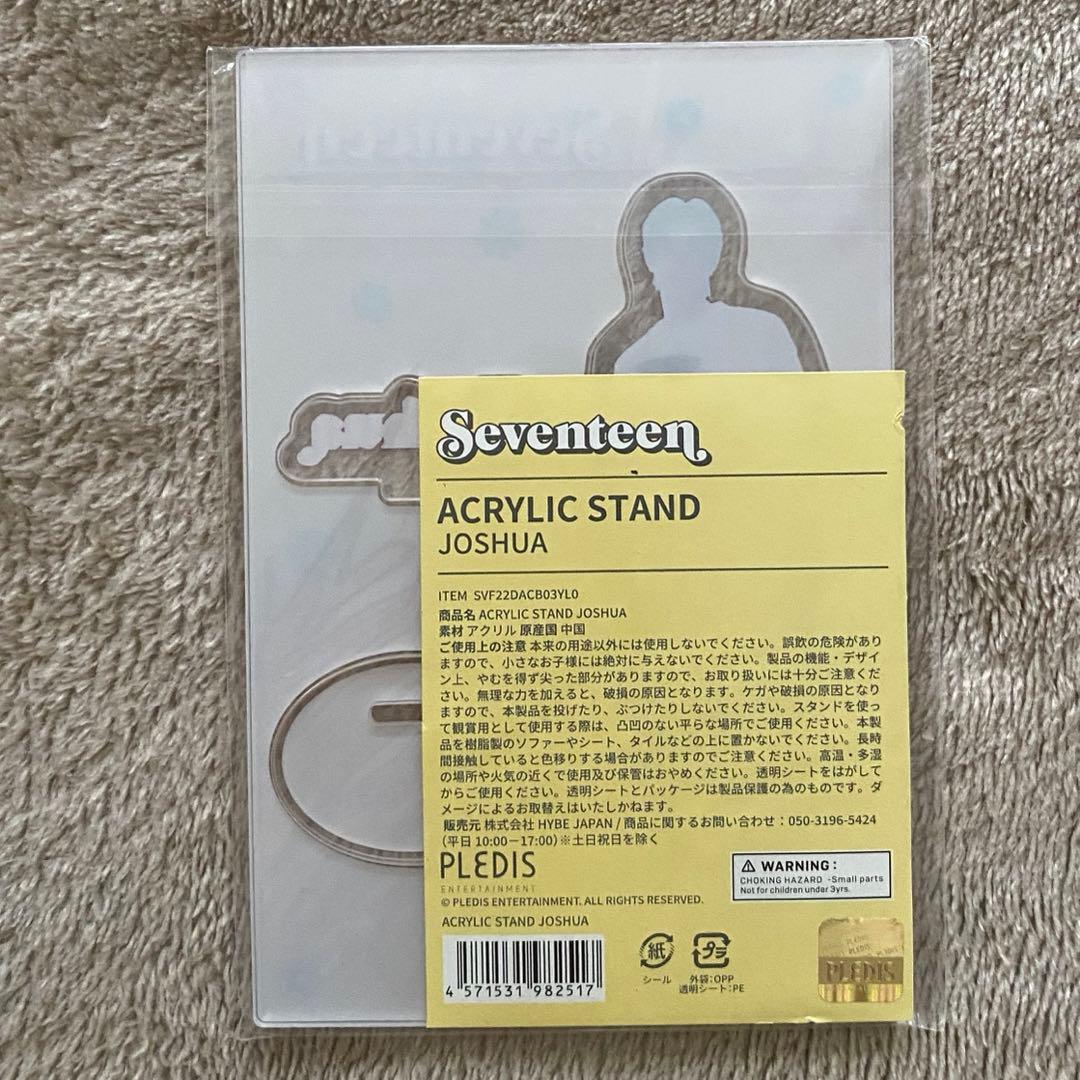 Seventeen
Seventeen
ACRYLIC STAND
JOSHUA
ITEM SVF22DACB03YL0
商品名 ACRYLIC STAND JOSHUA
素材 アクリル 原産国 中国
ご使用上の注意 本来の用途以外には使用しないでください。誤飲の危険があり
ますので、小さなお子様には絶対に与えないでください。製品の機能・デザイ
ン上、やむを得ず尖った部分がありますので、お取り扱いには十分ご注意くだ
さい。無理な力を加えると、破損の原因となります。ケガや破損の原因となり
ますので、本製品を投げたり、ぶつけたりしないでください。スタンドを使っ
て観賞用として使用する際は、凸凹のない平らな場所でご使用ください。本製
品を樹脂製のソファーやシート、タイルなどの上に置かないでください。長時
間接触していると色移りする場合がありますのでご注意ください。高温・多湿
の場所や火気の近くで使用及び保管はおやめください。透明シートをはがして
からご使用ください。透明シートとパッケージは製品保護の為のものです。ダ
メージによるお取替えはいたしかねます。
販売元 株式会社 HYBE JAPAN / 商品に関するお問い合わせ：050-3196-5424
（平日 10:00－17:00）※土日祝日を除く
PLEDIS
ENTERTAINMENT
WARNING :
CHOKING HAZARD -Small parts
Not for children under 3yrs.
© PLEDIS ENTERTAINMENT. ALL RIGHTS RESERVED.
ACRYLIC STAND JOSHUA
4 571531 982517
紙
シール
プラ
外袋：OPP
透明シート：PE
PLEDIS
PLEDIS
PLEDIS